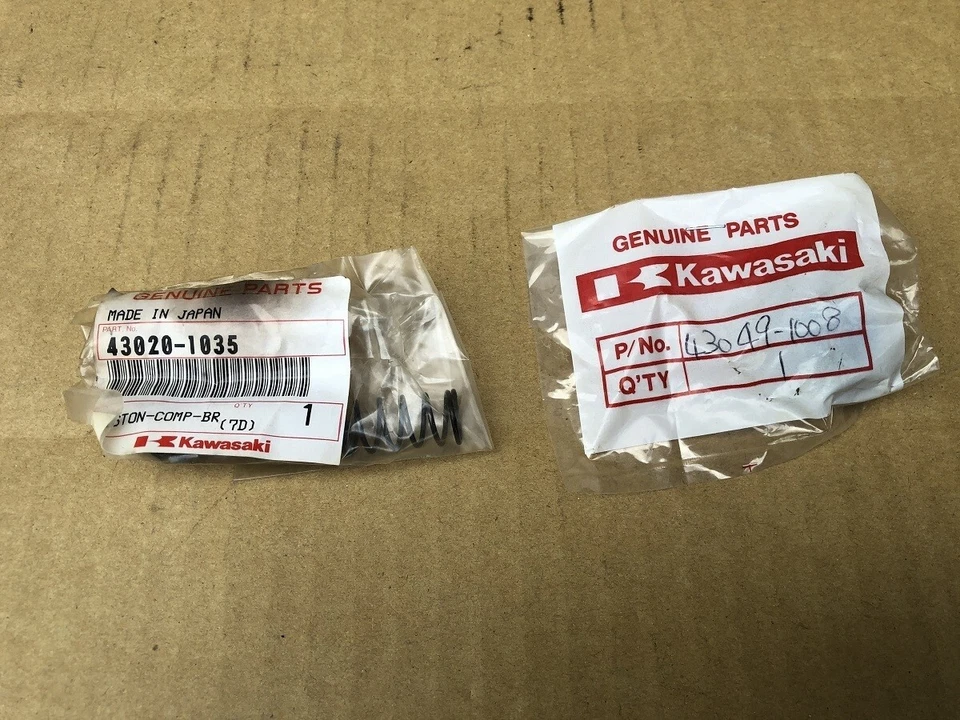 GENUINE PARTS
MADE IN JAPAN
PART No.
43020-1035
Q'TY
STON-COMP-BR(7D) 1
Kawasaki
GENUINE PARTS
Kawasaki
P/No. 43049-1008
Q'TY 1